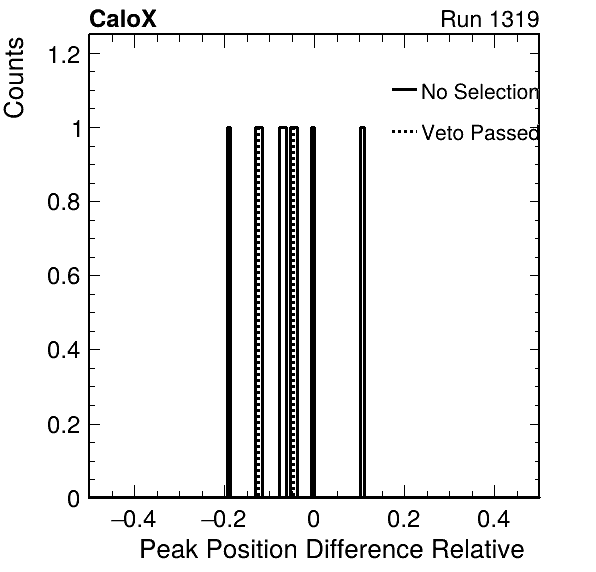 CaloX Run 1319
Counts
1.2
1
0.8
0.6
0.4
0.2
0
No Selection
Veto Passed
−0.4 −0.2 0 0.2 0.4
Peak Position Difference Relative